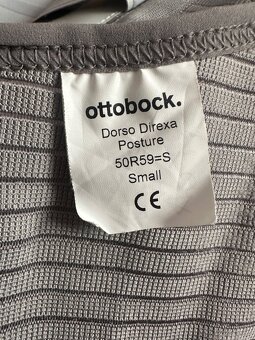 ottobock.
Dorso Direxa
Posture
50R59=S
Small
CE